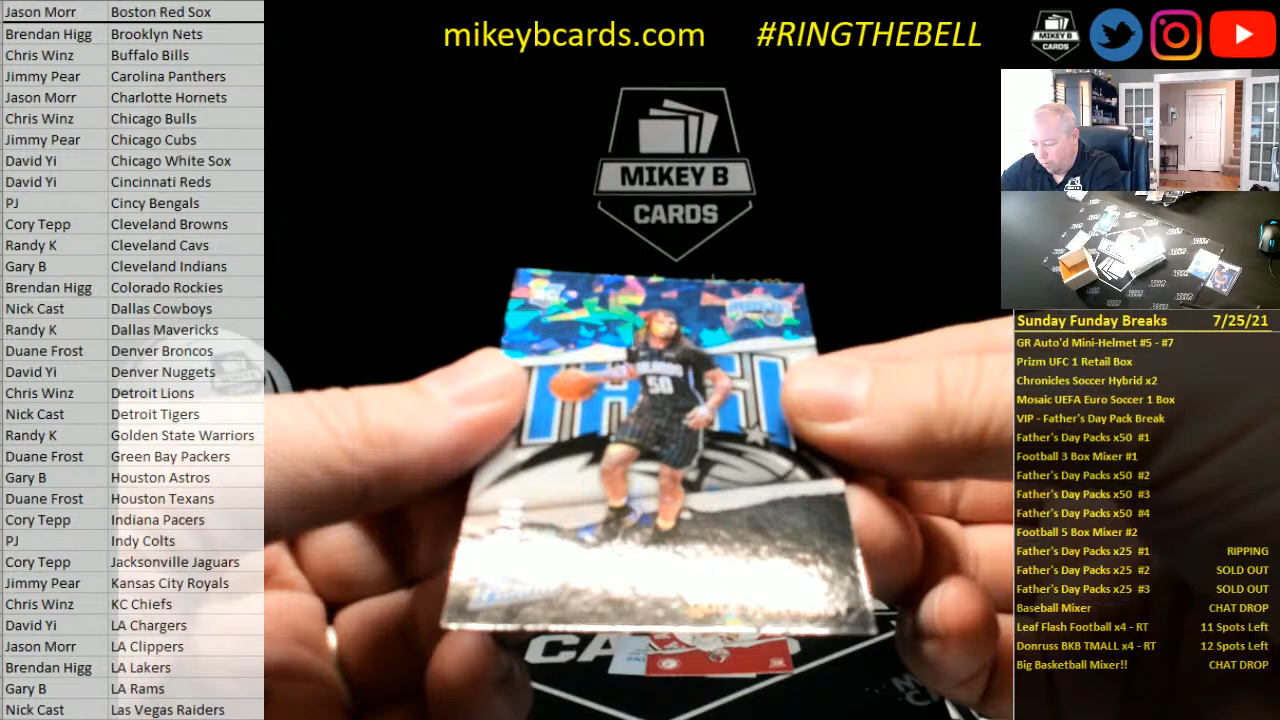 Jason Morr Boston Red Sox
Brendan Higg Brooklyn Nets
Chris Winz Buffalo Bills
Jimmy Pear Carolina Panthers
Jason Morr Charlotte Hornets
Chris Winz Chicago Bulls
Jimmy Pear Chicago Cubs
David Yi Chicago White Sox
David Yi Cincinnati Reds
PJ Cincy Bengals
Cory Tepp Cleveland Browns
Randy K Cleveland Cavs
Gary B Cleveland Indians
Brendan Higg Colorado Rockies
Nick Cast Dallas Cowboys
Randy K Dallas Mavericks
Duane Frost Denver Broncos
David Yi Denver Nuggets
Chris Winz Detroit Lions
Nick Cast Detroit Tigers
Randy K Golden State Warriors
Duane Frost Green Bay Packers
Gary B Houston Astros
Duane Frost Houston Texans
Cory Tepp Indiana Pacers
PJ Indy Colts
Cory Tepp Jacksonville Jaguars
Jimmy Pear Kansas City Royals
Chris Winz KC Chiefs
David Yi LA Chargers
Jason Morr LA Clippers
Brendan Higg LA Lakers
Gary B LA Rams
Nick Cast Las Vegas Raiders
mikeybcards.com #RINGTHEBELL
MIKEY B
CARDS
MIKEY B
CARDS
50
Sunday Funday Breaks 7/25/21
GR Auto'd Mini-Helmet #5 - #7
Prizm UFC 1 Retail Box
Chronicles Soccer Hybrid x2
Mosaic UEFA Euro Soccer 1 Box
VIP - Father's Day Pack Break
Father's Day Packs x50 #1
Football 3 Box Mixer #1
Father's Day Packs x50 #2
Father's Day Packs x50 #3
Father's Day Packs x50 #4
Football 5 Box Mixer #2
Father's Day Packs x25 #1 RIPPING
Father's Day Packs x25 #2 SOLD OUT
Father's Day Packs x25 #3 SOLD OUT
Baseball Mixer CHAT DROP
Leaf Flash Football x4 - RT 11 Spots Left
Donruss BKB TMALL x4 - RT 12 Spots Left
Big Basketball Mixer!! CHAT DROP